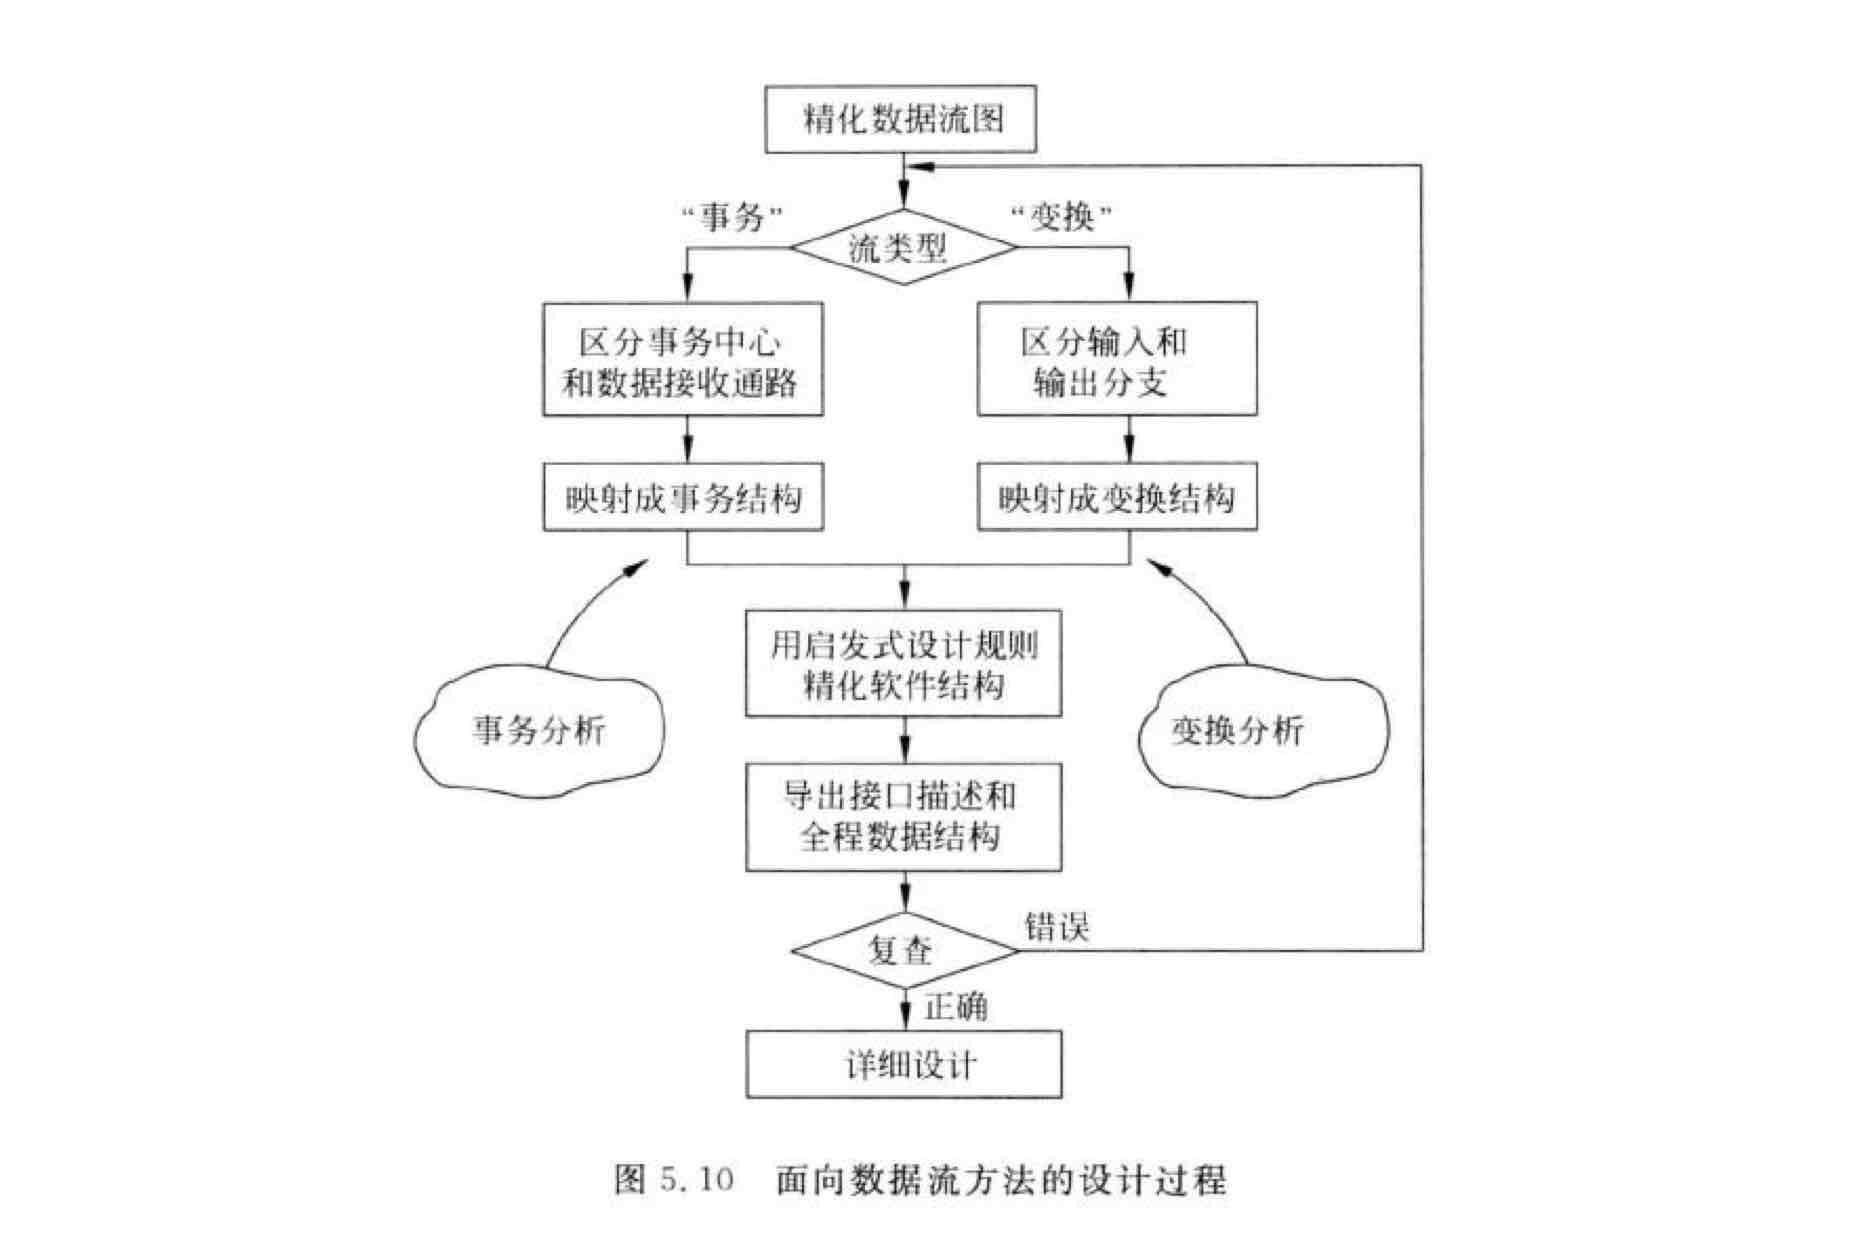 精化数据流图
“事务”
“变换”
流类型
区分事务中心
和数据接收通路
区分输入和
输出分支
映射成事务结构
映射成变换结构
用启发式设计规则
精化软件结构
事务分析
变换分析
导出接口描述和
全程数据结构
复查
错误
正确
详细设计
图 5.10 面向数据流方法的设计过程